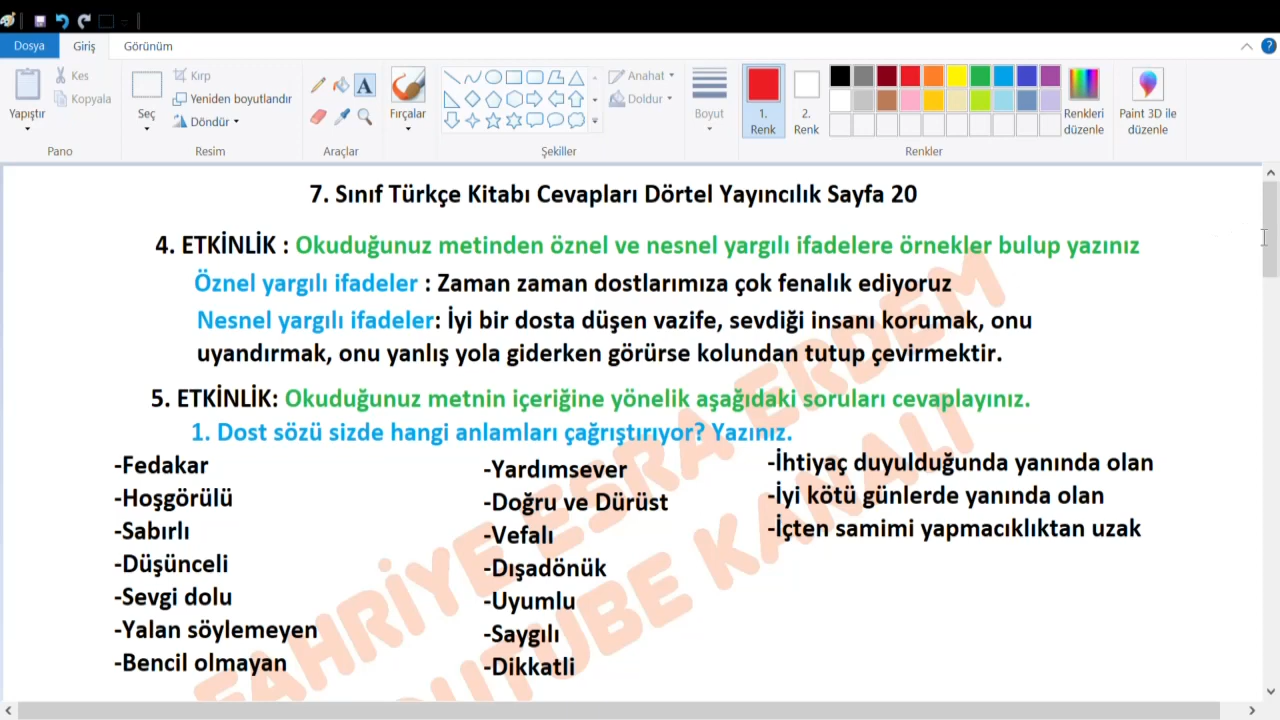 Dosya Giriş Görünüm
Yapıştır
Kes
Kopyala
Pano
Seç
Kırp
Yeniden boyutlandır
Döndür
Resim
Araçlar
Fırçalar
Şekiller
Anahat
Doldur
Boyut
1. Renk
2. Renk
Renkleri düzenle
Renkler
Paint 3D ile düzenle
7. Sınıf Türkçe Kitabı Cevapları Dörtel Yayıncılık Sayfa 20
4. ETKİNLİK : Okuduğunuz metinden öznel ve nesnel yargılı ifadelere örnekler bulup yazınız
Öznel yargılı ifadeler : Zaman zaman dostlarımıza çok fenalık ediyoruz
Nesnel yargılı ifadeler: İyi bir dosta düşen vazife, sevdiği insanı korumak, onu
uyandırmak, onu yanlış yola giderken görürse kolundan tutup çevirmektir.
5. ETKİNLİK: Okuduğunuz metnin içeriğine yönelik aşağıdaki soruları cevaplayınız.
1. Dost sözü sizde hangi anlamları çağrıştırıyor? Yazınız.
-Fedakar
-Hoşgörülü
-Sabırlı
-Düşünceli
-Sevgi dolu
-Yalan söylemeyen
-Bencil olmayan
-Yardımsever
-Doğru ve Dürüst
-Vefalı
-Dışadönük
-Uyumlu
-Saygılı
-Dikkatli
-İhtiyaç duyulduğunda yanında olan
-İyi kötü günlerde yanında olan
-İçten samimi yapmacıklıktan uzak
FAHRİYE ESRA ERDEM
YOUTUBE KANALI